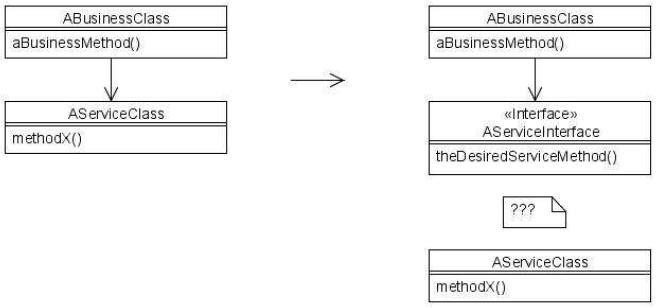 ABusinessClass
aBusinessMethod()
AServiceClass
methodX()
ABusinessClass
aBusinessMethod()
«Interface»
AServiceInterface
theDesiredServiceMethod()
???
AServiceClass
methodX()